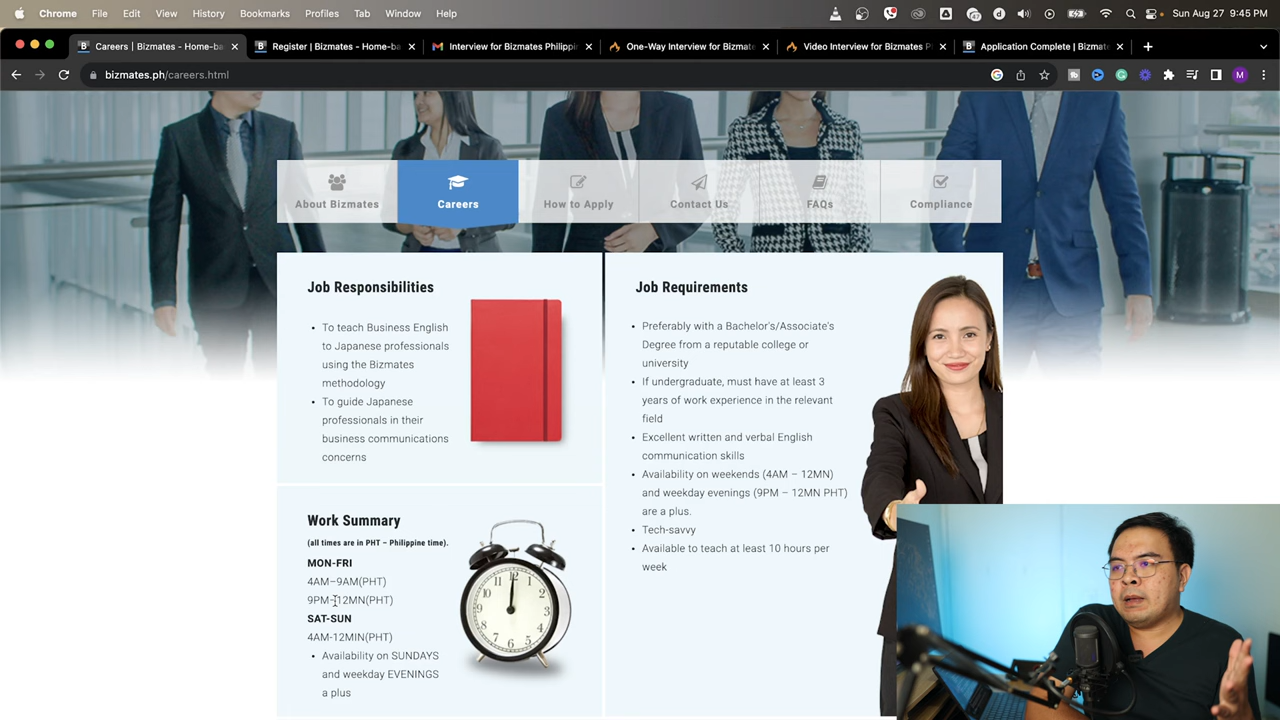 Chrome File Edit View History Bookmarks Profiles Tab Window Help
Sun Aug 27 9:45 PM
Careers | Bizmates - Home-ba
Register | Bizmates - Home-ba
Interview for Bizmates Philippin
One-Way Interview for Bizmate
Video Interview for Bizmates P
Application Complete | Bizmate
bizmates.ph/careers.html
M
About Bizmates
Careers
How to Apply
Contact Us
FAQs
Compliance
Job Responsibilities
• To teach Business English
to Japanese professionals
using the Bizmates
methodology
• To guide Japanese
professionals in their
business communications
concerns
Work Summary
(all times are in PHT – Philippine time).
MON-FRI
4AM–9AM(PHT)
9PM-12MN(PHT)
SAT-SUN
4AM-12MIN(PHT)
• Availability on SUNDAYS
and weekday EVENINGS
a plus
Job Requirements
• Preferably with a Bachelor's/Associate's
Degree from a reputable college or
university
• If undergraduate, must have at least 3
years of work experience in the relevant
field
• Excellent written and verbal English
communication skills
• Availability on weekends (4AM – 12MN)
and weekday evenings (9PM – 12MN PHT)
are a plus.
• Tech-savvy
• Available to teach at least 10 hours per
week